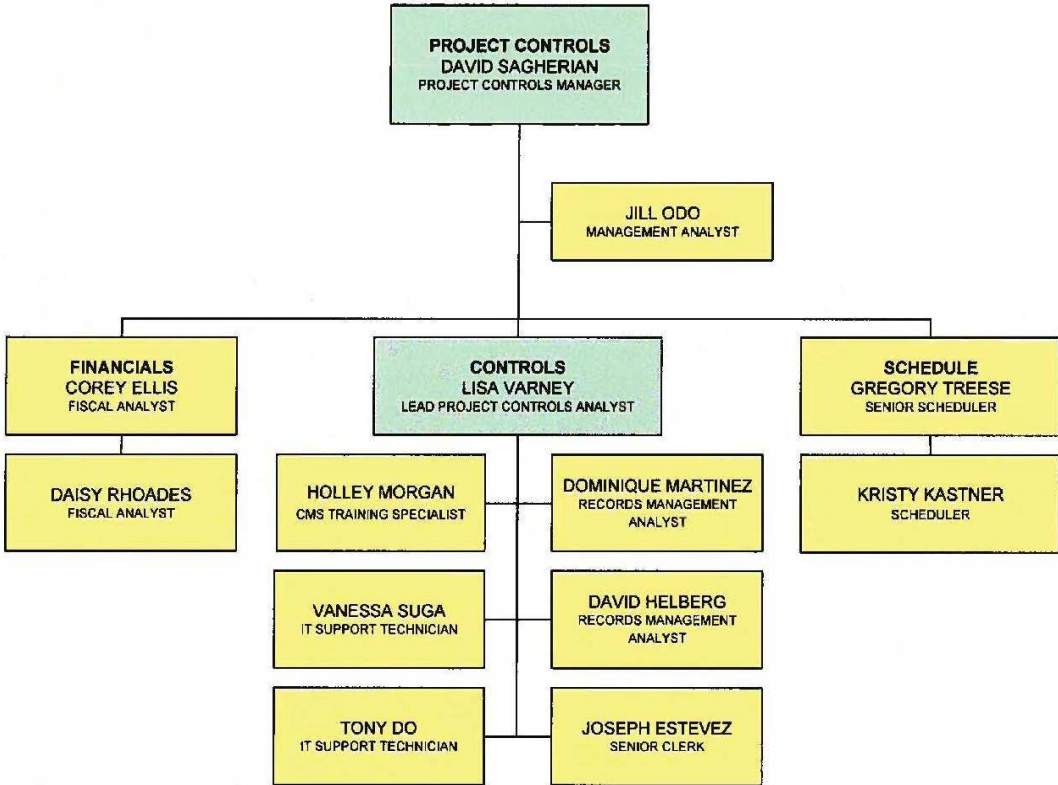 PROJECT CONTROLS
DAVID SAGHERIAN
PROJECT CONTROLS MANAGER
JILL ODO
MANAGEMENT ANALYST
FINANCIALS
COREY ELLIS
FISCAL ANALYST
CONTROLS
LISA VARNEY
LEAD PROJECT CONTROLS ANALYST
SCHEDULE
GREGORY TREESE
SENIOR SCHEDULER
DAISY RHOADES
FISCAL ANALYST
HOLLEY MORGAN
CMS TRAINING SPECIALIST
DOMINIQUE MARTINEZ
RECORDS MANAGEMENT
ANALYST
KRISTY KASTNER
SCHEDULER
VANESSA SUGA
IT SUPPORT TECHNICIAN
DAVID HELBERG
RECORDS MANAGEMENT
ANALYST
TONY DO
IT SUPPORT TECHNICIAN
JOSEPH ESTEVEZ
SENIOR CLERK